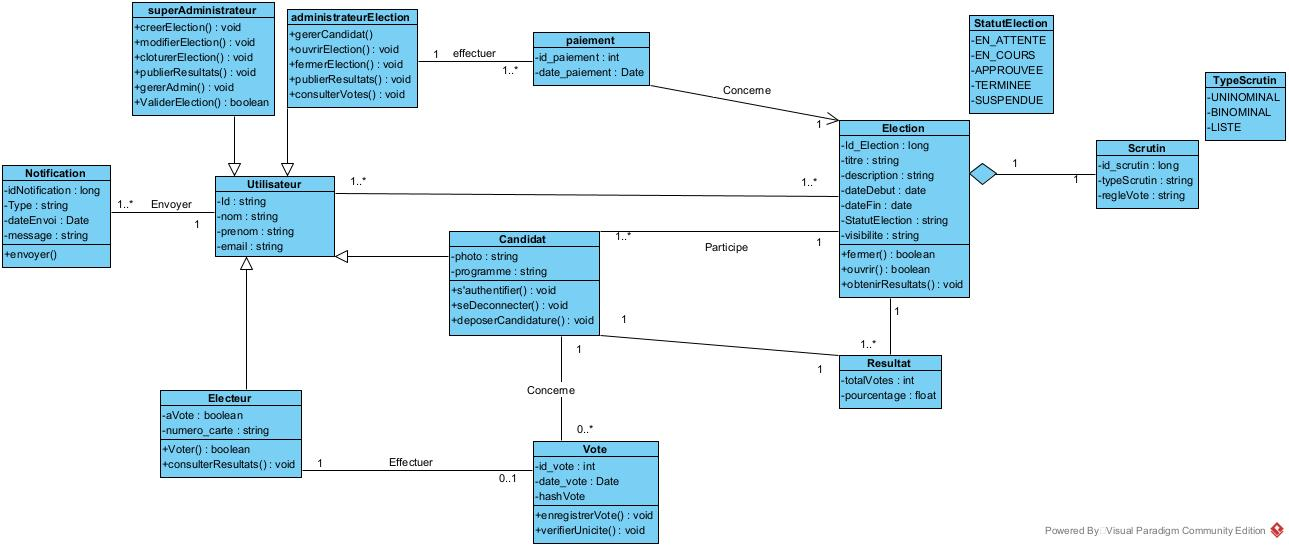 superAdministrateur
+creerElection() : void
+modifierElection() : void
+cloturerElection() : void
+publierResultats() : void
+gererAdmin() : void
+ValiderElection() : boolean
administrateurElection
+gererCandidat()
+ouvrirElection() : void
+fermerElection() : void
+publierResultats() : void
+consulterVotes() : void
1
effectuer
1..*
paiement
-id_paiement : int
-date_paiement : Date
Concerne
1
StatutElection
-EN_ATTENTE
-EN_COURS
-APPROUVEE
-TERMINEE
-SUSPENDUE
TypeScrutin
-UNINOMINAL
-BINOMINAL
-LISTE
Election
-Id_Election : long
-titre : string
-description : string
-dateDebut : date
-dateFin : date
-StatutElection : string
-visibilite : string
+fermer() : boolean
+ouvrir() : boolean
+obtenirResultats() : void
1
1
Scrutin
-id_scrutin : long
-typeScrutin : string
-regleVote : string
Notification
-idNotification : long
-Type : string
-dateEnvoi : Date
-message : string
+envoyer()
1..*
Envoyer
1
Utilisateur
-Id : string
-nom : string
-prenom : string
-email : string
1..*
1..*
Candidat
-photo : string
-programme : string
+s'authentifier() : void
+seDeconnecter() : void
+deposerCandidature() : void
1..*
Participe
1
1
1..*
1
1
Resultat
-totalVotes : int
-pourcentage : float
1
Concerne
0..*
Electeur
-aVote : boolean
-numero_carte : string
+Voter() : boolean
+consulterResultats() : void
1
Effectuer
0..1
Vote
-id_vote : int
-date_vote : Date
-hashVote
+enregistrerVote() : void
+verifierUnicite() : void
Powered By Visual Paradigm Community Edition